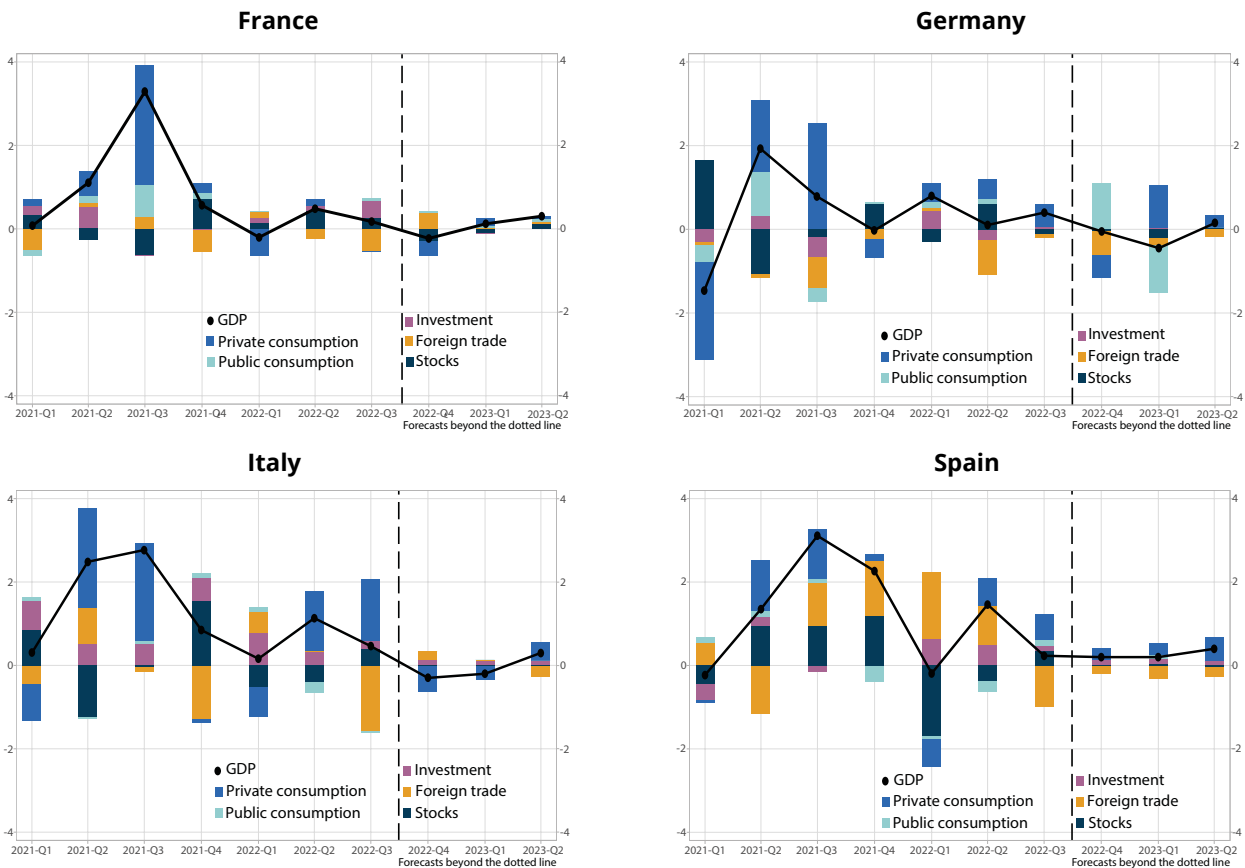 France
4
2
0
-2
-4
4
2
0
-2
-4
GDP
Private consumption
Public consumption
Investment
Foreign trade
Stocks
2021-Q1 2021-Q2 2021-Q3 2021-Q4 2022-Q1 2022-Q2 2022-Q3 2022-Q4 2023-Q1 2023-Q2
Forecasts beyond the dotted line
Germany
4
2
0
-2
-4
4
2
0
-2
-4
GDP
Private consumption
Public consumption
Investment
Foreign trade
Stocks
2021-Q1 2021-Q2 2021-Q3 2021-Q4 2022-Q1 2022-Q2 2022-Q3 2022-Q4 2023-Q1 2023-Q2
Forecasts beyond the dotted line
Italy
4
2
0
-2
-4
4
2
0
-2
-4
GDP
Private consumption
Public consumption
Investment
Foreign trade
Stocks
2021-Q1 2021-Q2 2021-Q3 2021-Q4 2022-Q1 2022-Q2 2022-Q3 2022-Q4 2023-Q1 2023-Q2
Forecasts beyond the dotted line
Spain
4
2
0
-2
-4
4
2
0
-2
-4
GDP
Private consumption
Public consumption
Investment
Foreign trade
Stocks
2021-Q1 2021-Q2 2021-Q3 2021-Q4 2022-Q1 2022-Q2 2022-Q3 2022-Q4 2023-Q1 2023-Q2
Forecasts beyond the dotted line